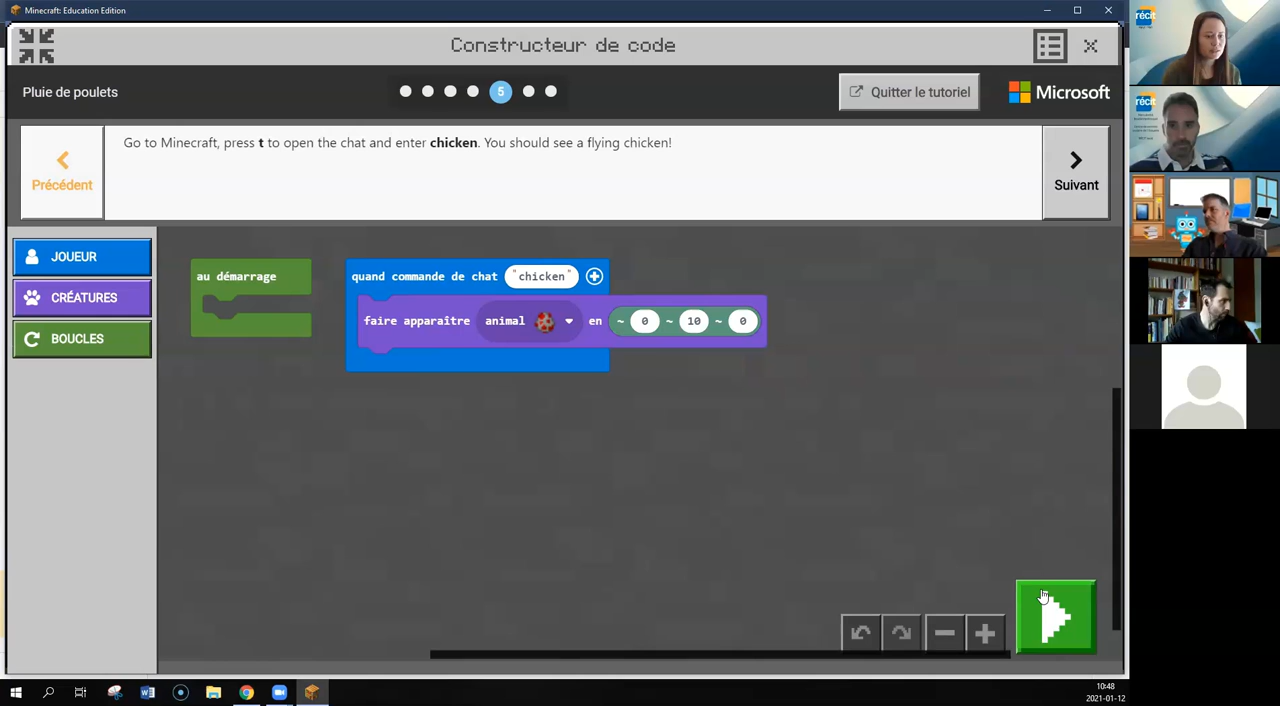 Minecraft: Education Edition
Constructeur de code
Pluie de poulets
5
Quitter le tutoriel
Microsoft
Précédent
Go to Minecraft, press t to open the chat and enter chicken. You should see a flying chicken!
Suivant
JOUEUR
CRÉATURES
BOUCLES
au démarrage
quand commande de chat "chicken"
faire apparaître animal en ~ 0 ~ 10 ~ 0
récit
récit
10:48
2021-01-12